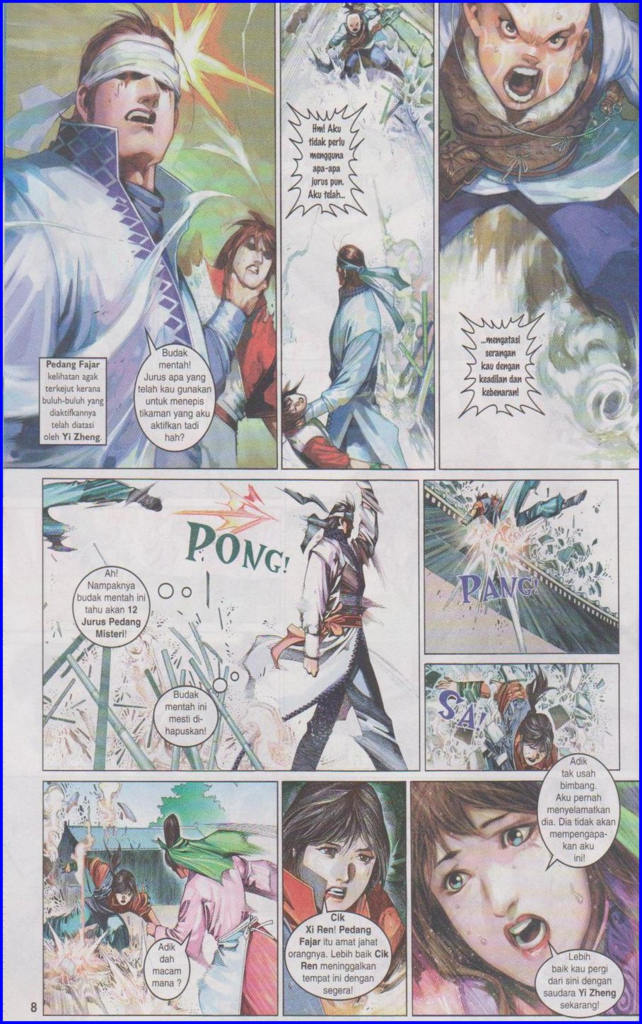 Pedang Fajar
kelihatan agak
terkejut kerana
buluh-buluh yang
diaktifkannya
telah diatasi
oleh Yi Zheng.
Budak
mentah!
Jurus apa yang
telah kau gunakan
untuk menepis
tikaman yang aku
aktifkan tadi
hah?
Hm! Aku
tidak perlu
mengguna
apa-apa
jurus pun.
Aku telah...
...mengatasi
serangan
kau dengan
keadilan dan
kebenaran!
PONG!
Ah!
Nampaknya
budak mentah ini
tahu akan 12
Jurus Pedang
Misteri!
Budak
mentah ini
mesti di-
hapuskan!
PANG!
SA!
Adik
dah
macam
mana ?
Cik
Xi Ren! Pedang
Fajar itu amat jahat
orangnya. Lebih baik Cik
Ren meninggalkan
tempat ini dengan
segera!
Adik
tak usah
bimbang.
Aku pernah
menyelamatkan
dia. Dia tidak akan
mempengapa-
kan aku
ini!
Lebih
baik kau pergi
dari sini dengan
saudara Yi Zheng
sekarang!
8